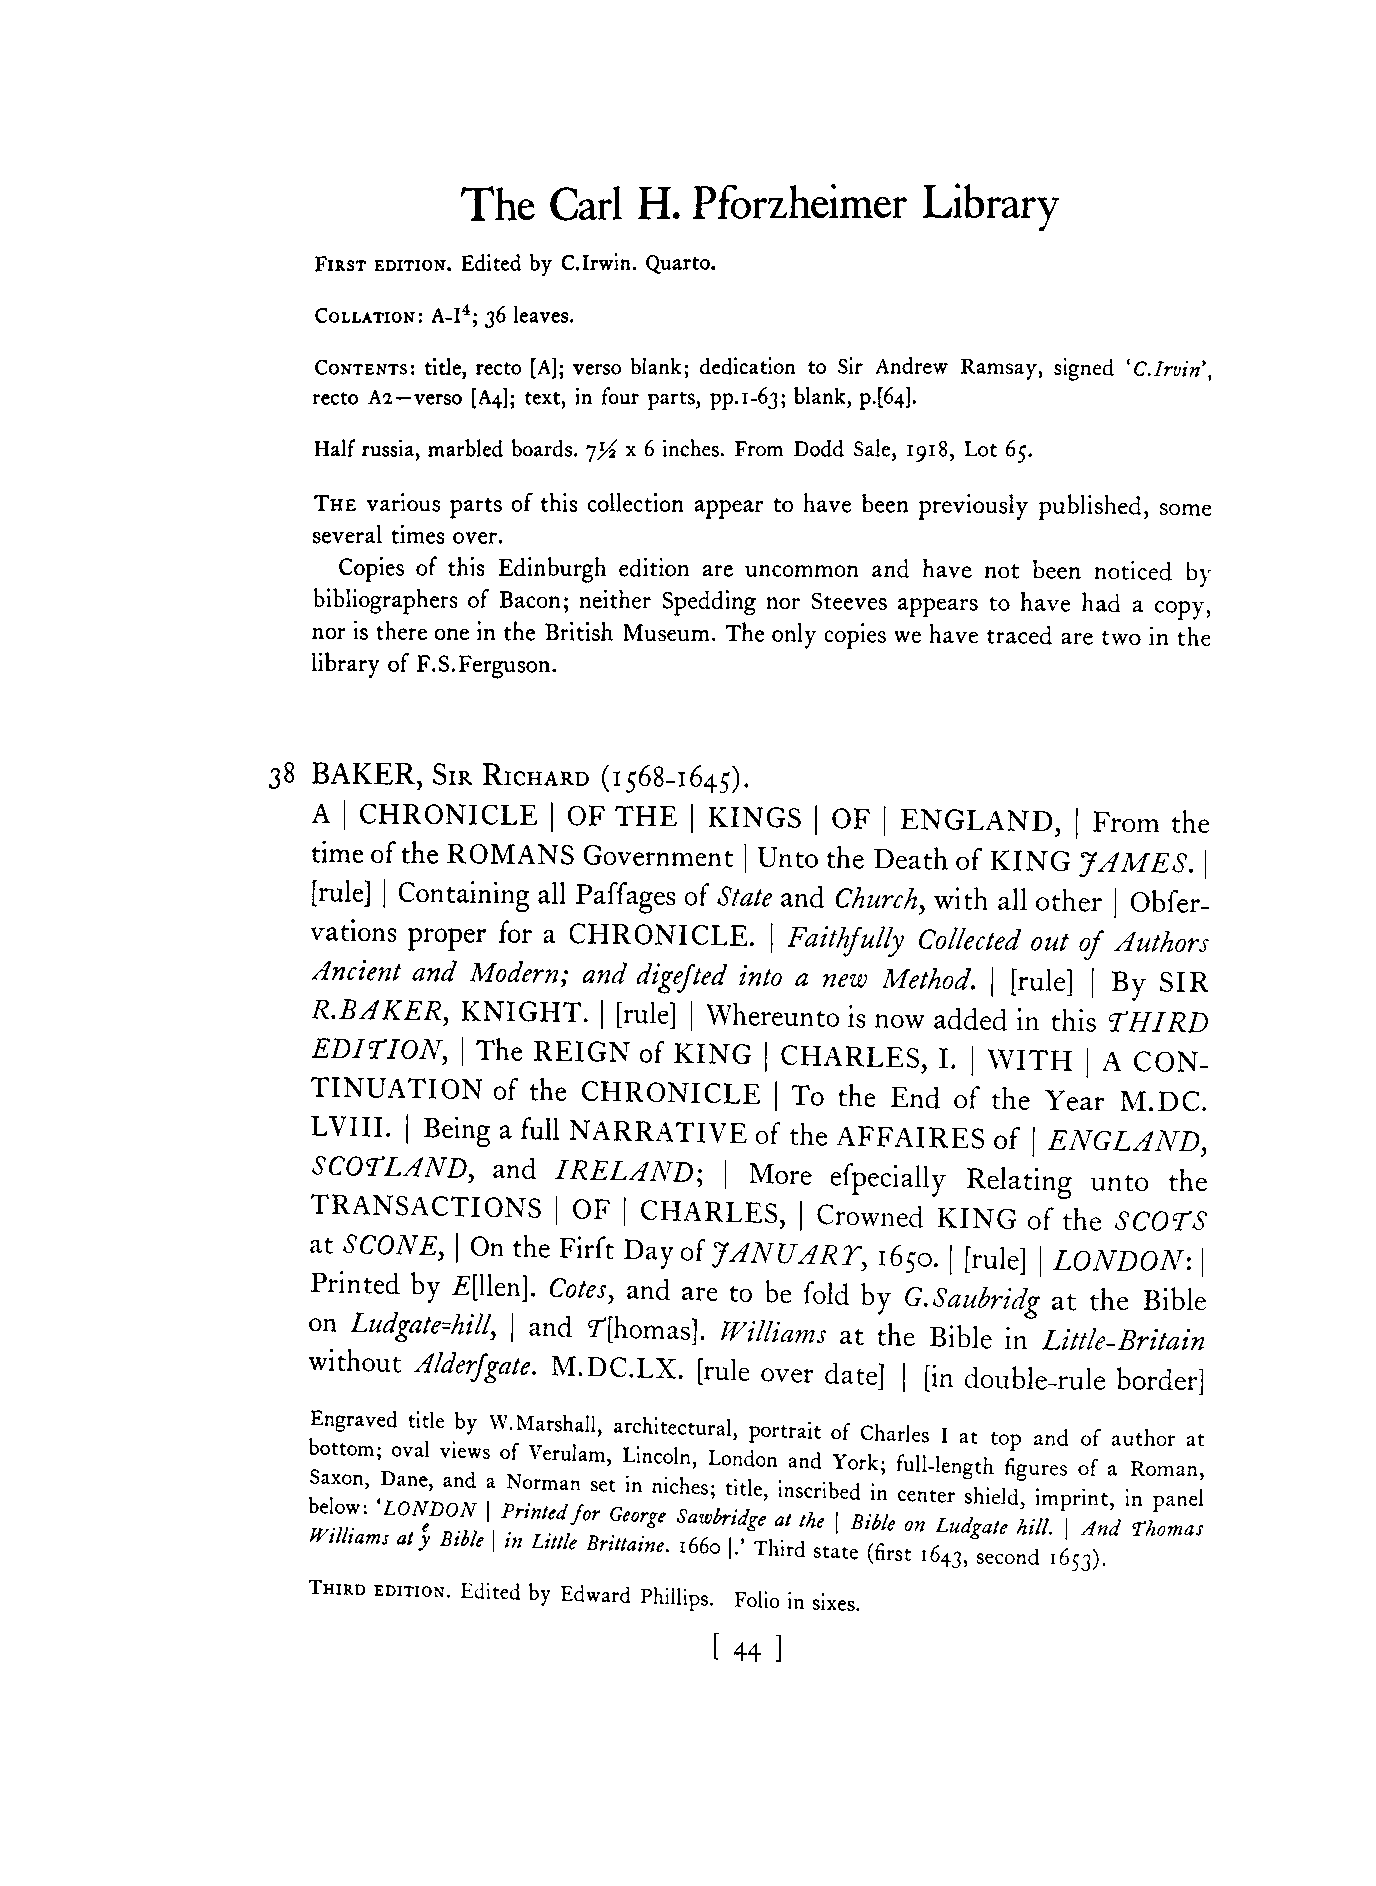 The Carl H. Pforzheimer Library
First edition. Edited by C.Irwin. Quarto.
Collation: A-I⁴; 36 leaves.
Contents: title, recto [A]; verso blank; dedication to Sir Andrew Ramsay, signed ‘C.Irvin’,
recto A2—verso [A4]; text, in four parts, pp.1-63; blank, p.[64].
Half russia, marbled boards. 7½ x 6 inches. From Dodd Sale, 1918, Lot 65.
The various parts of this collection appear to have been previously published, some
several times over.
Copies of this Edinburgh edition are uncommon and have not been noticed by
bibliographers of Bacon; neither Spedding nor Steeves appears to have had a copy,
nor is there one in the British Museum. The only copies we have traced are two in the
library of F.S.Ferguson.
38 BAKER, Sir Richard (1568-1645).
A | CHRONICLE | OF THE | KINGS | OF | ENGLAND, | From the
time of the ROMANS Government | Unto the Death of KING JAMES. |
[rule] | Containing all Paſſages of State and Church, with all other | Obſer-
vations proper for a CHRONICLE. | Faithfully Collected out of Authors
Ancient and Modern; and digeſted into a new Method. | [rule] | By SIR
R.BAKER, KNIGHT. | [rule] | Whereunto is now added in this THIRD
EDITION, | The REIGN of KING | CHARLES, I. | WITH | A CON-
TINUATION of the CHRONICLE | To the End of the Year M.DC.
LVIII. | Being a full NARRATIVE of the AFFAIRES of | ENGLAND,
SCOTLAND, and IRELAND; | More eſpecially Relating unto the
TRANSACTIONS | OF | CHARLES, | Crowned KING of the SCOTS
at SCONE, | On the Firſt Day of JANUARY, 1650. | [rule] | LONDON: |
Printed by E[llen]. Cotes, and are to be ſold by G.Saubridg at the Bible
on Ludgate=hill, | and T[homas]. Williams at the Bible in Little-Britain
without Alderſgate. M.DC.LX. [rule over date] | [in double-rule border]
Engraved title by W.Marshall, architectural, portrait of Charles I at top and of author at
bottom; oval views of Verulam, Lincoln, London and York; full-length figures of a Roman,
Saxon, Dane, and a Norman set in niches; title, inscribed in center shield, imprint, in panel
below: ‘LONDON | Printed for George Sawbridge at the | Bible on Ludgate hill. | And Thomas
Williams at yͤ Bible | in Little Brittaine. 1660 |.’ Third state (first 1643, second 1653).
Third edition. Edited by Edward Phillips. Folio in sixes.
[ 44 ]